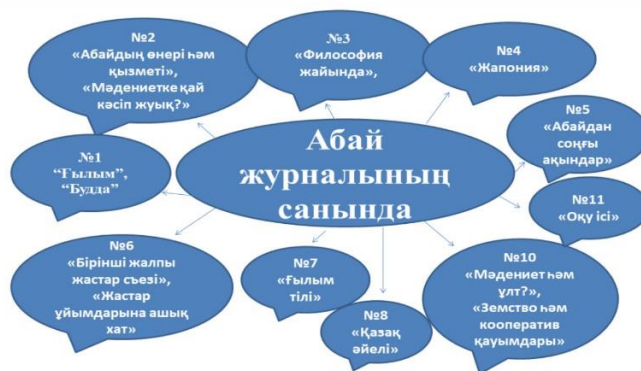 №2
«Абайдың өнері һәм
қызметі»,
«Мәдениетке қай
кәсіп жуық?»
№3
«Философия
жайында»,
№4
«Жапония»
№5
«Абайдан
соңғы
ақындар»
№1
“Ғылым”,
“Будда”
Абай
журналының
санында
№11
«Оқу ісі»
№6
«Бірінші жалпы
жастар съезі»,
«Жастар
ұйымдарына ашық
хат»
№7
«Ғылым
тілі»
№8
«Қазақ
әйелі»
№10
«Мәдениет һәм
ұлт?»,
«Земство һәм
кооператив
қауымдары»